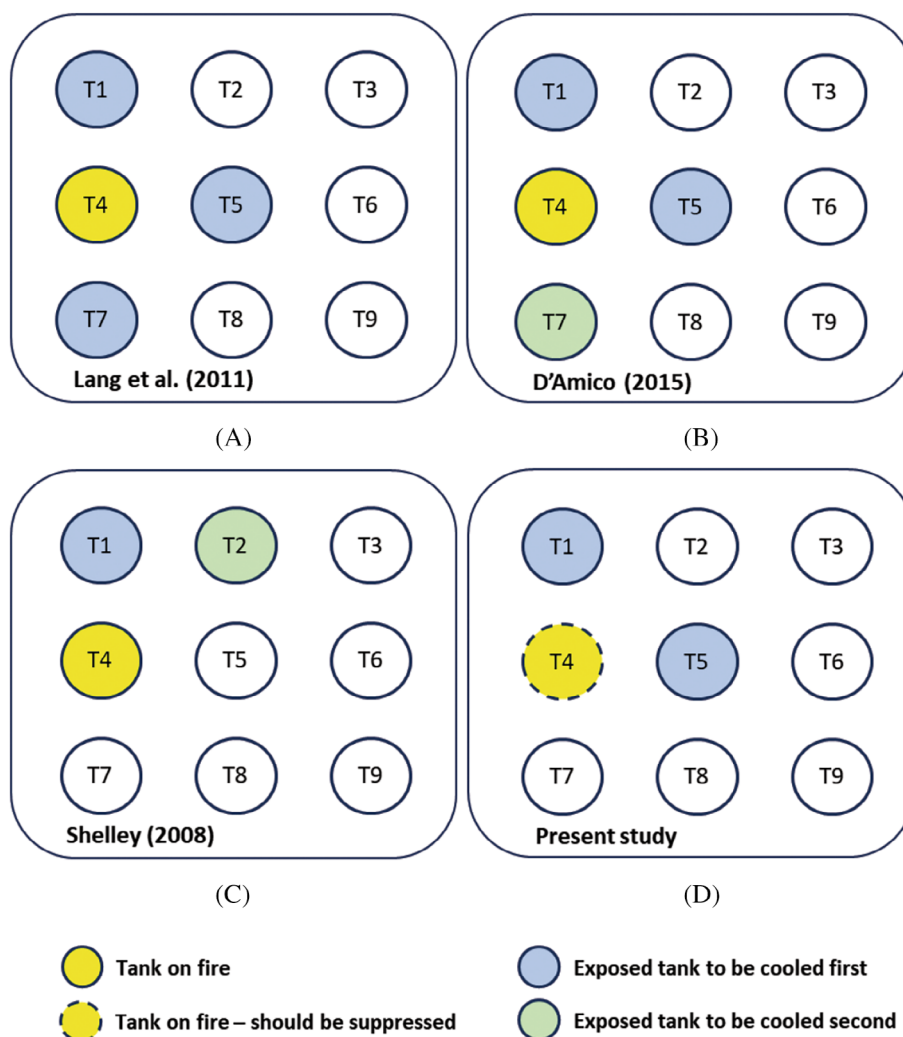 T1 T2 T3 T1 T2 T3
T4 T5 T6 T4 T5 T6
T7 T8 T9 T7 T8 T9
Lang et al. (2011) D'Amico (2015)
(A) (B)
T1 T2 T3 T1 T2 T3
T4 T5 T6 T4 T5 T6
T7 T8 T9 T7 T8 T9
Shelley (2008) Present study
(C) (D)
Tank on fire Exposed tank to be cooled first
Tank on fire – should be suppressed Exposed tank to be cooled second